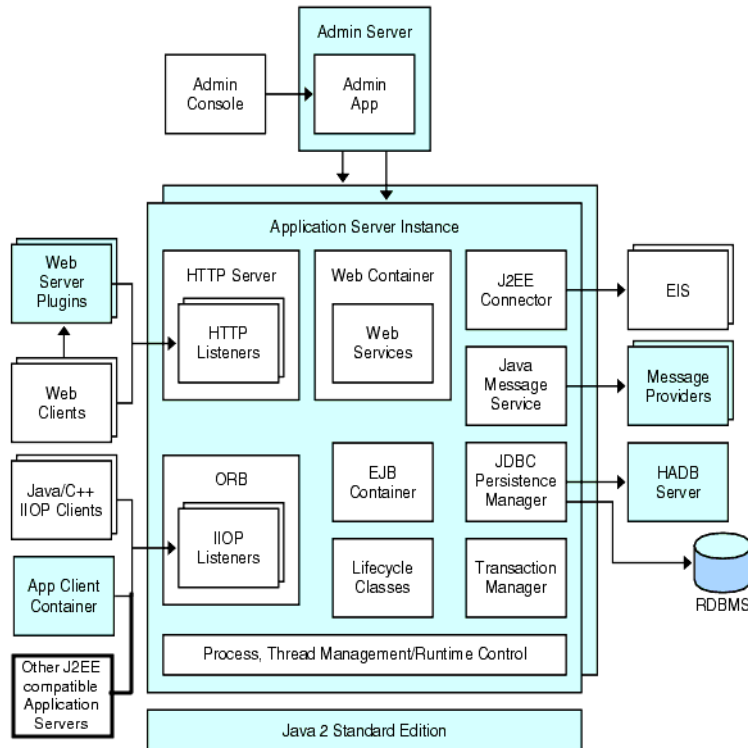 Admin Server
Admin
Console
Admin
App
Application Server Instance
Web
Server
Plugins
HTTP Server
HTTP
Listeners
Web Container
Web
Services
J2EE
Connector
EIS
Web
Clients
Java
Message
Service
Message
Providers
Java/C++
IIOP Clients
ORB
IIOP
Listeners
EJB
Container
JDBC
Persistence
Manager
HADB
Server
App Client
Container
Lifecycle
Classes
Transaction
Manager
RDBMS
Other J2EE
compatible
Application
Servers
Process, Thread Management/Runtime Control
Java 2 Standard Edition